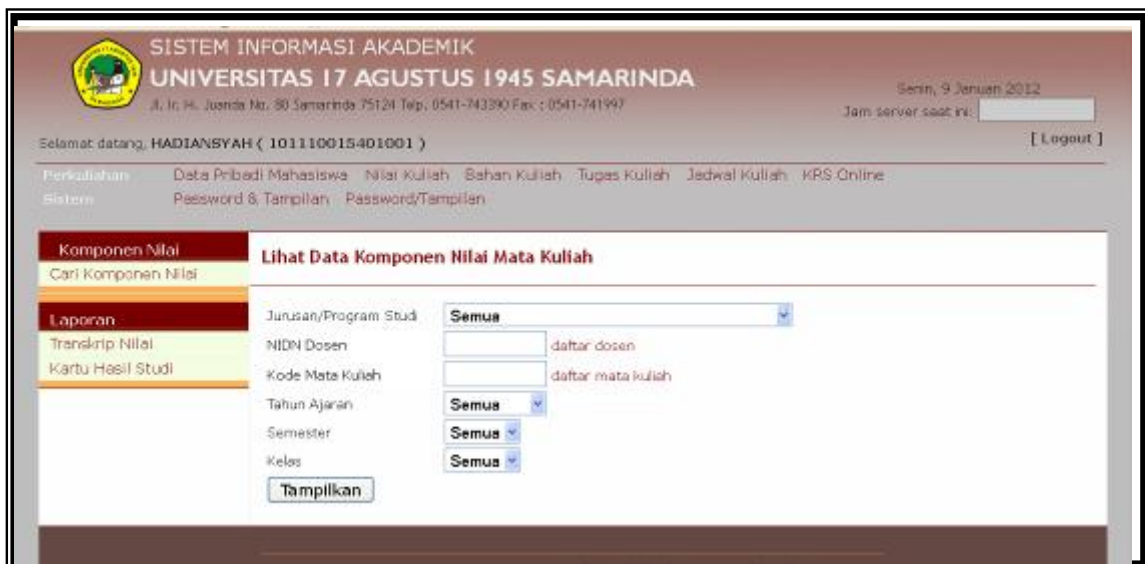 SISTEM INFORMASI AKADEMIK
UNIVERSITAS 17 AGUSTUS 1945 SAMARINDA
Jl. Ir. H. Juanda No. 80 Samarinda 75124 Telp. 0541-743390 Fax : 0541-741997
Senin, 9 Januari 2012
Jam server saat ini:
Selamat datang, HADIANSYAH ( 101110015401001 )
[ Logout ]
Perkuliahan Data Pribadi Mahasiswa Nilai Kuliah Bahan Kuliah Tugas Kuliah Jadwal Kuliah KRS Online
Sistem Password & Tampilan Password/Tampilan
Komponen Nilai
Cari Komponen Nilai
Laporan
Transkrip Nilai
Kartu Hasil Studi
Lihat Data Komponen Nilai Mata Kuliah
Jurusan/Program Studi Semua
NIDN Dosen daftar dosen
Kode Mata Kuliah daftar mata kuliah
Tahun Ajaran Semua
Semester Semua
Kelas Semua
Tampilkan